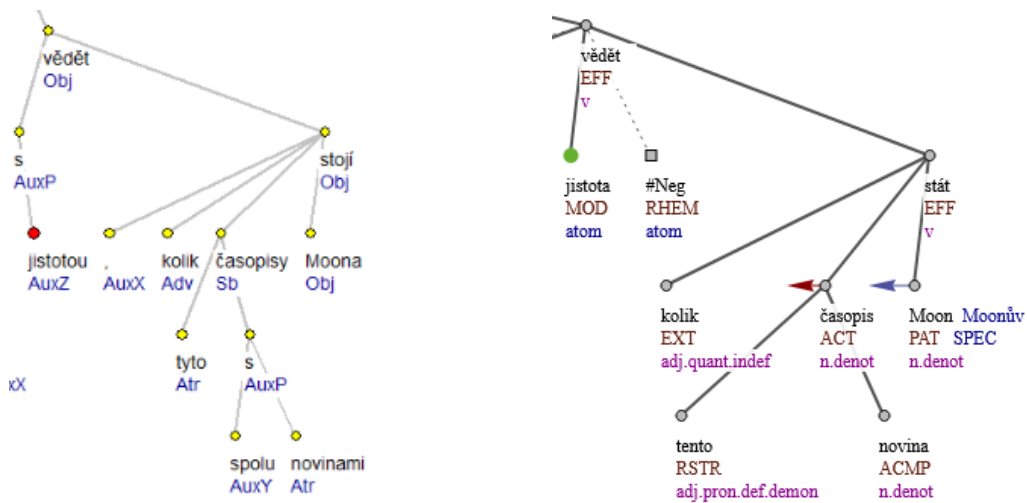 vědět
Obj
s
AuxP
stojí
Obj
jistotou
AuxZ
,
AuxX
kolik
Adv
časopisy
Sb
Moona
Obj
tyto
Atr
s
AuxP
xX
spolu
AuxY
novinami
Atr
vědět
EFF
v
jistota
MOD
atom
#Neg
RHEM
atom
stát
EFF
v
kolik
EXT
adj.quant.indef
časopis
ACT
n.denot
Moon Moonův
PAT SPEC
n.denot
tento
RSTR
adj.pron.def.demon
novina
ACMP
n.denot